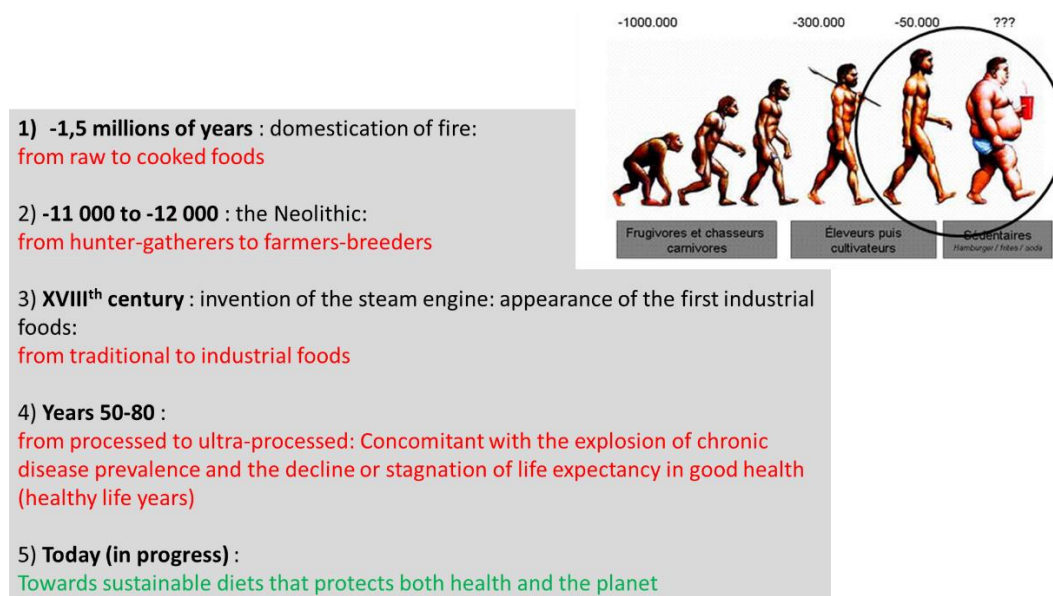 -1000.000 -300.000 -50.000 ???
Frugivores et chasseurs
carnivores
Éleveurs puis
cultivateurs
Sédentaires
Hamburger / frites / soda
1) -1,5 millions of years : domestication of fire:
from raw to cooked foods
2) -11 000 to -12 000 : the Neolithic:
from hunter-gatherers to farmers-breeders
3) XVIIIth century : invention of the steam engine: appearance of the first industrial
foods:
from traditional to industrial foods
4) Years 50-80 :
from processed to ultra-processed: Concomitant with the explosion of chronic
disease prevalence and the decline or stagnation of life expectancy in good health
(healthy life years)
5) Today (in progress) :
Towards sustainable diets that protects both health and the planet